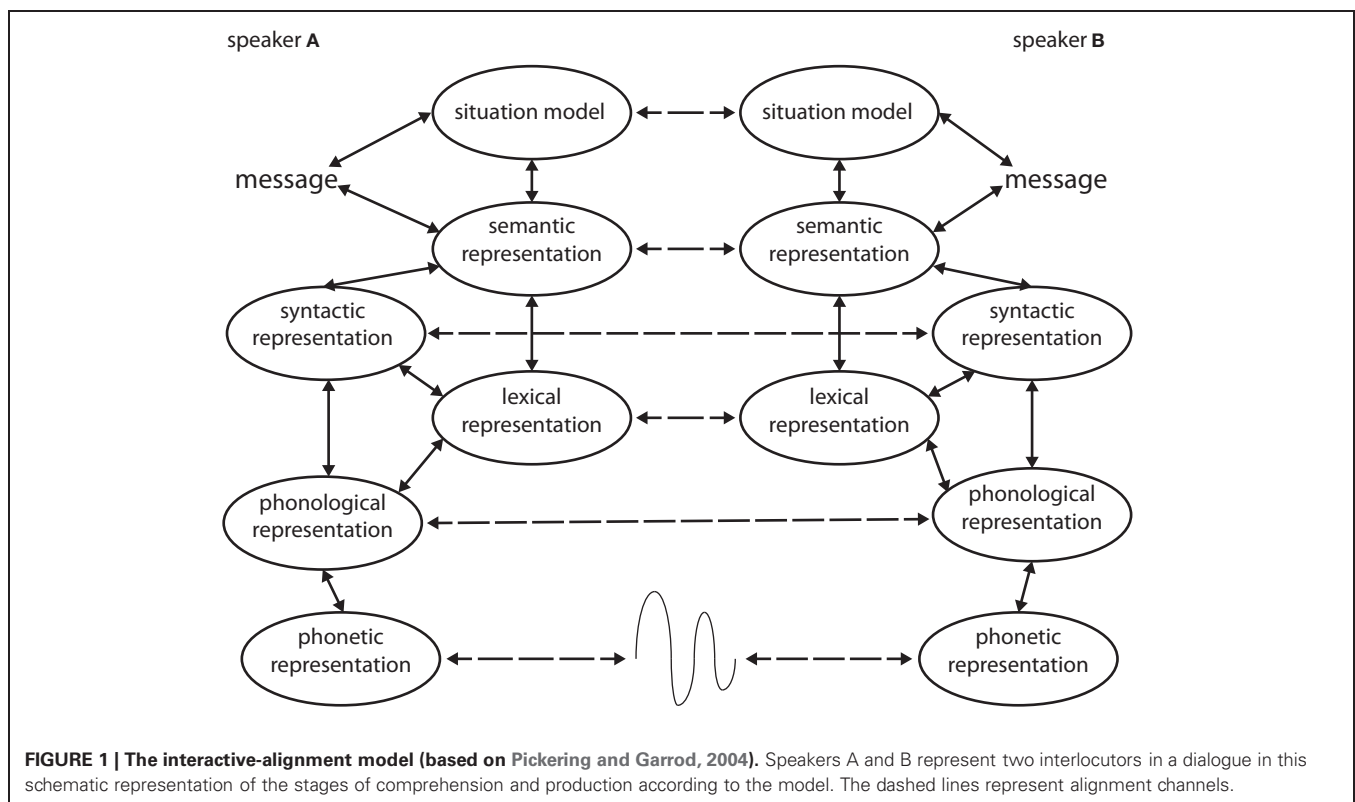 speaker A
speaker B
situation model
situation model
message
message
semantic
representation
semantic
representation
syntactic
representation
syntactic
representation
lexical
representation
lexical
representation
phonological
representation
phonological
representation
phonetic
representation
phonetic
representation
FIGURE 1 | The interactive-alignment model (based on Pickering and Garrod, 2004). Speakers A and B represent two interlocutors in a dialogue in this
schematic representation of the stages of comprehension and production according to the model. The dashed lines represent alignment channels.